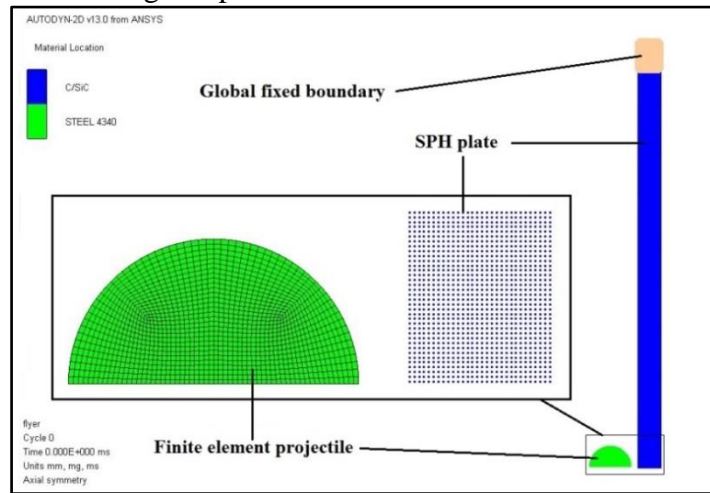 AUTODYN-2D v13.0 from ANSYS
Material Location
C/SiC
STEEL 4340
Global fixed boundary
SPH plate
Finite element projectile
flyer
Cycle 0
Time 0.000E+000 ms
Units mm, mg, ms
Axial symmetry